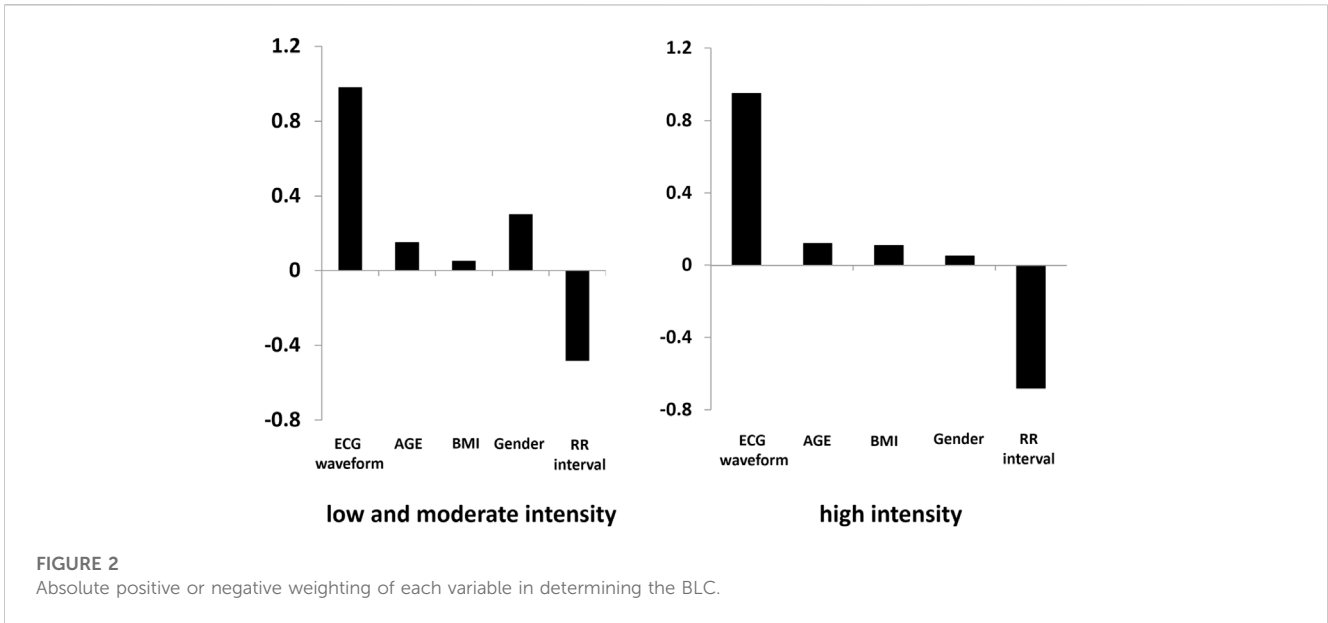 1.2
0.8
0.4
0
-0.4
-0.8
ECG
waveform
AGE
BMI
Gender
RR
interval
low and moderate intensity
1.2
0.8
0.4
0
-0.4
-0.8
ECG
waveform
AGE
BMI
Gender
RR
interval
high intensity
FIGURE 2
Absolute positive or negative weighting of each variable in determining the BLC.